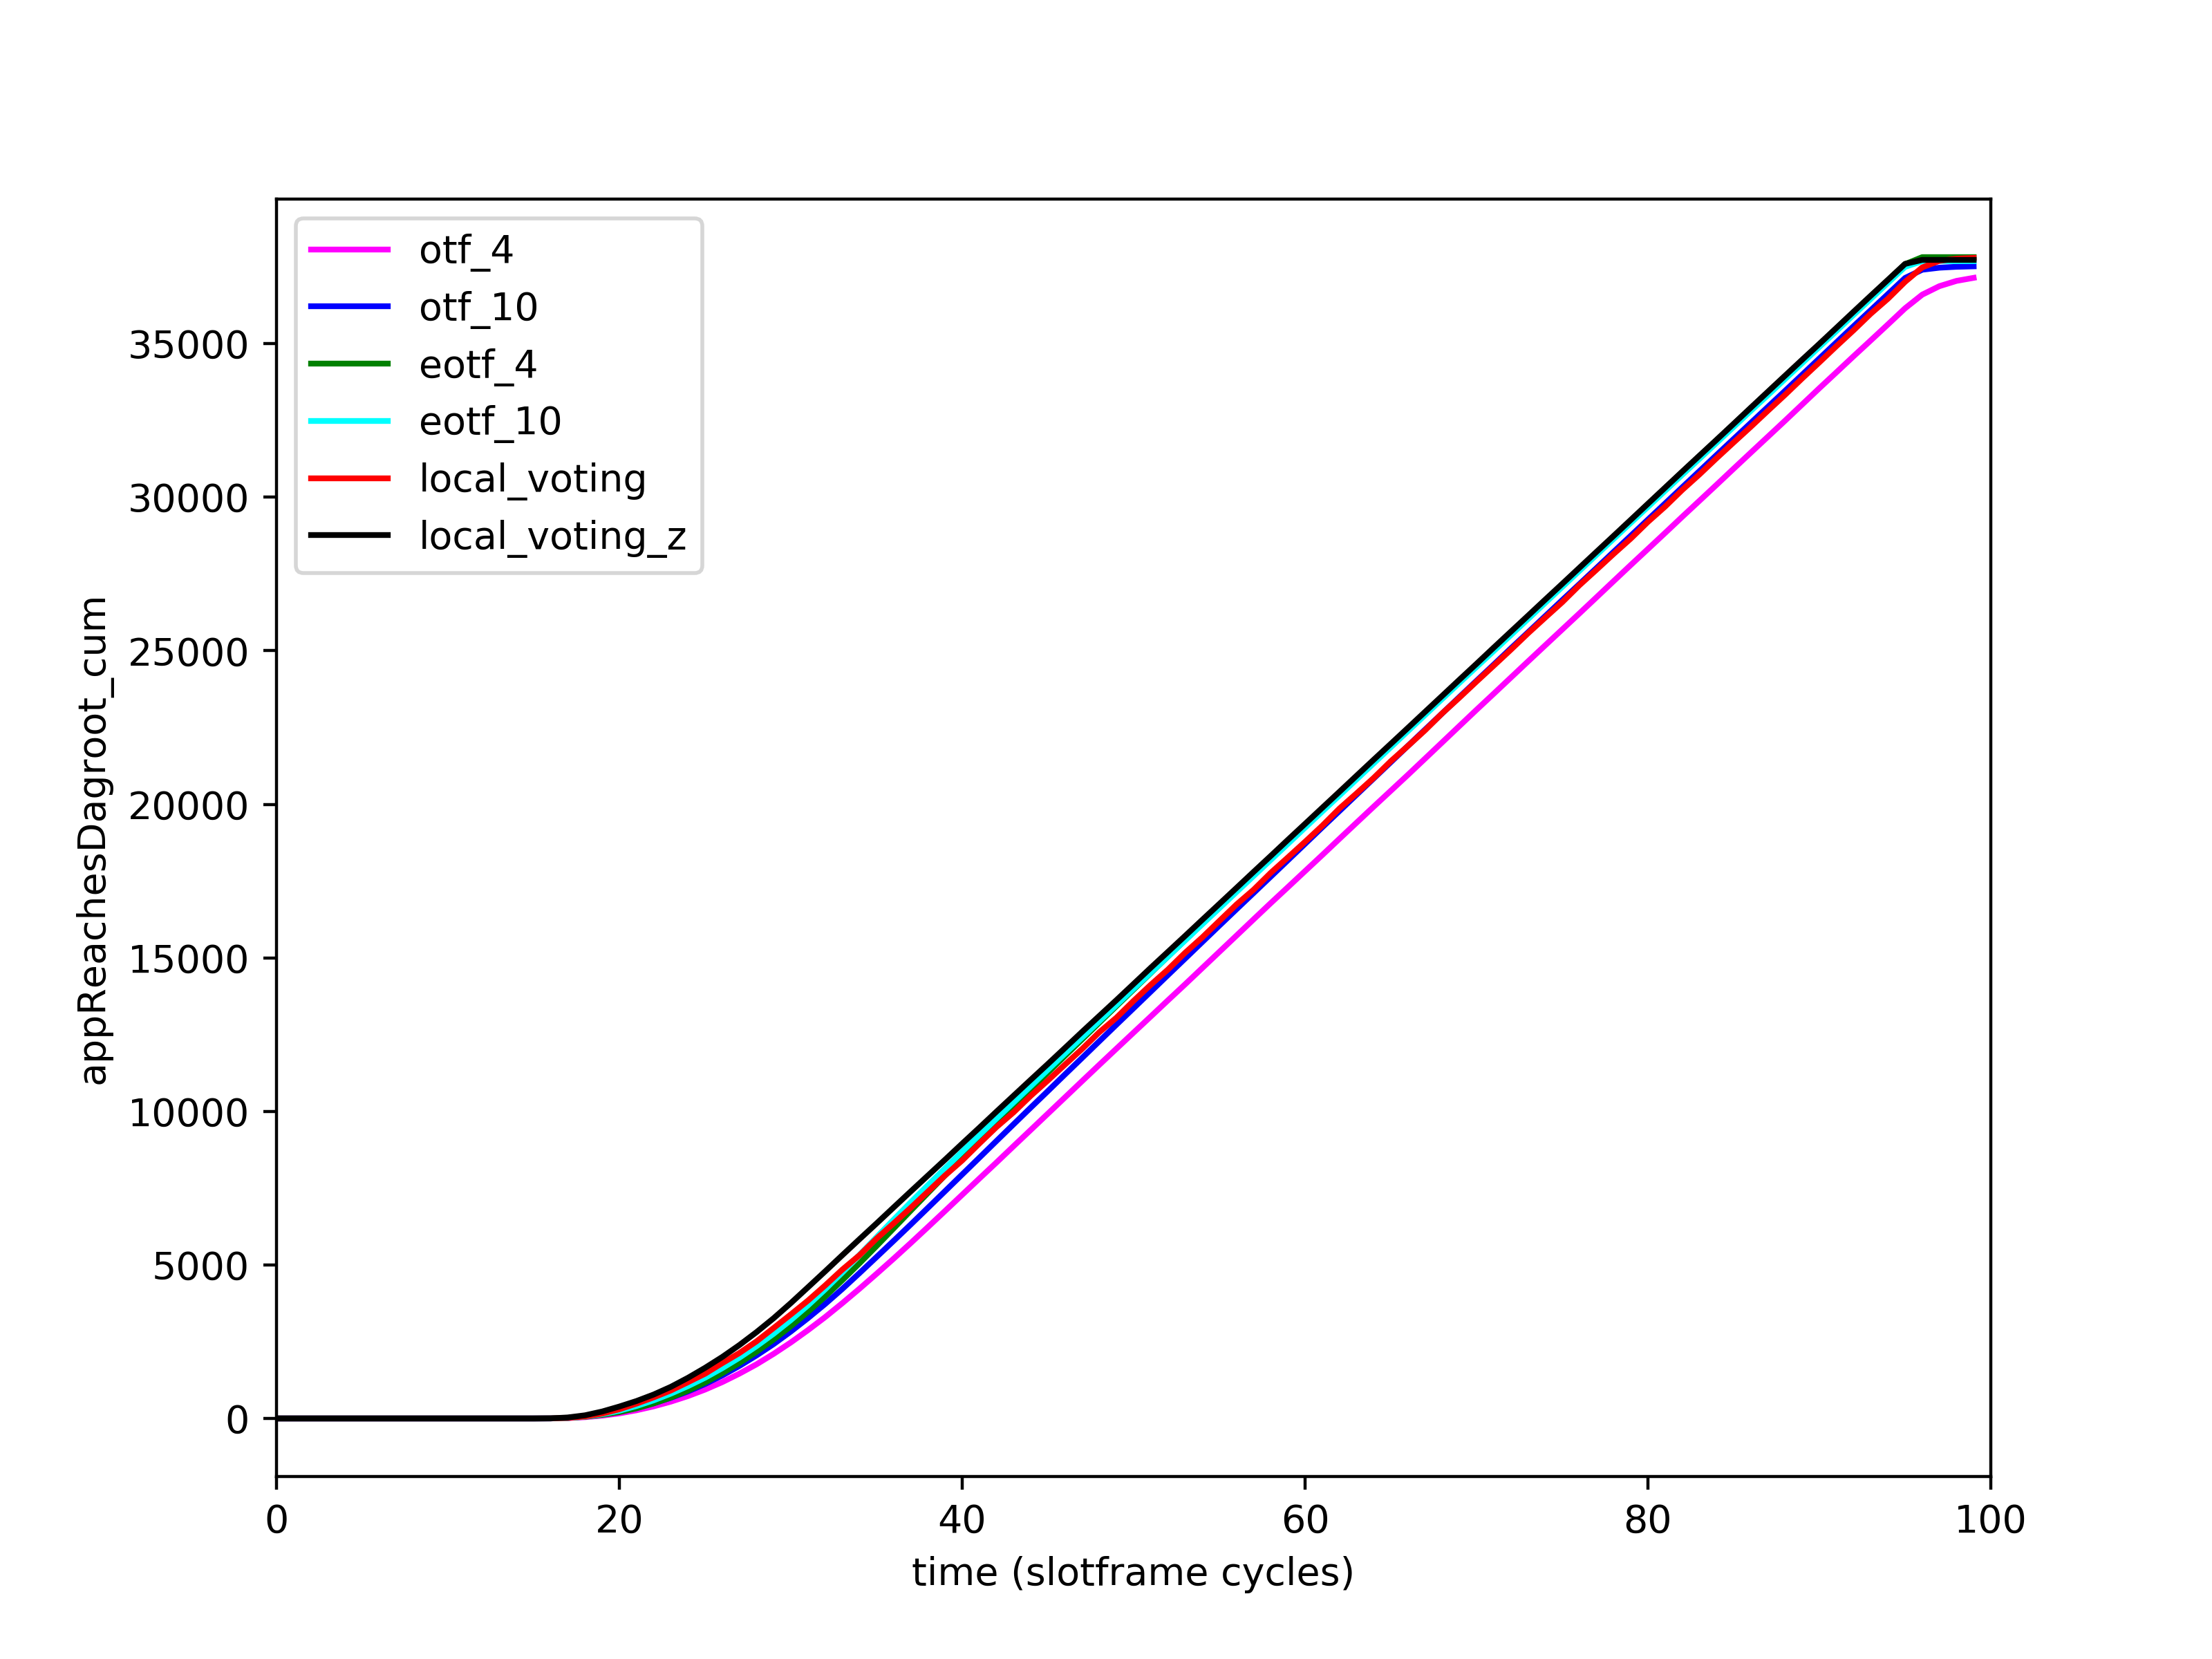 otf_4
otf_10
eotf_4
eotf_10
local_voting
local_voting_z
appReachesDagroot_cum
35000
30000
25000
20000
15000
10000
5000
0
0 20 40 60 80 100
time (slotframe cycles)